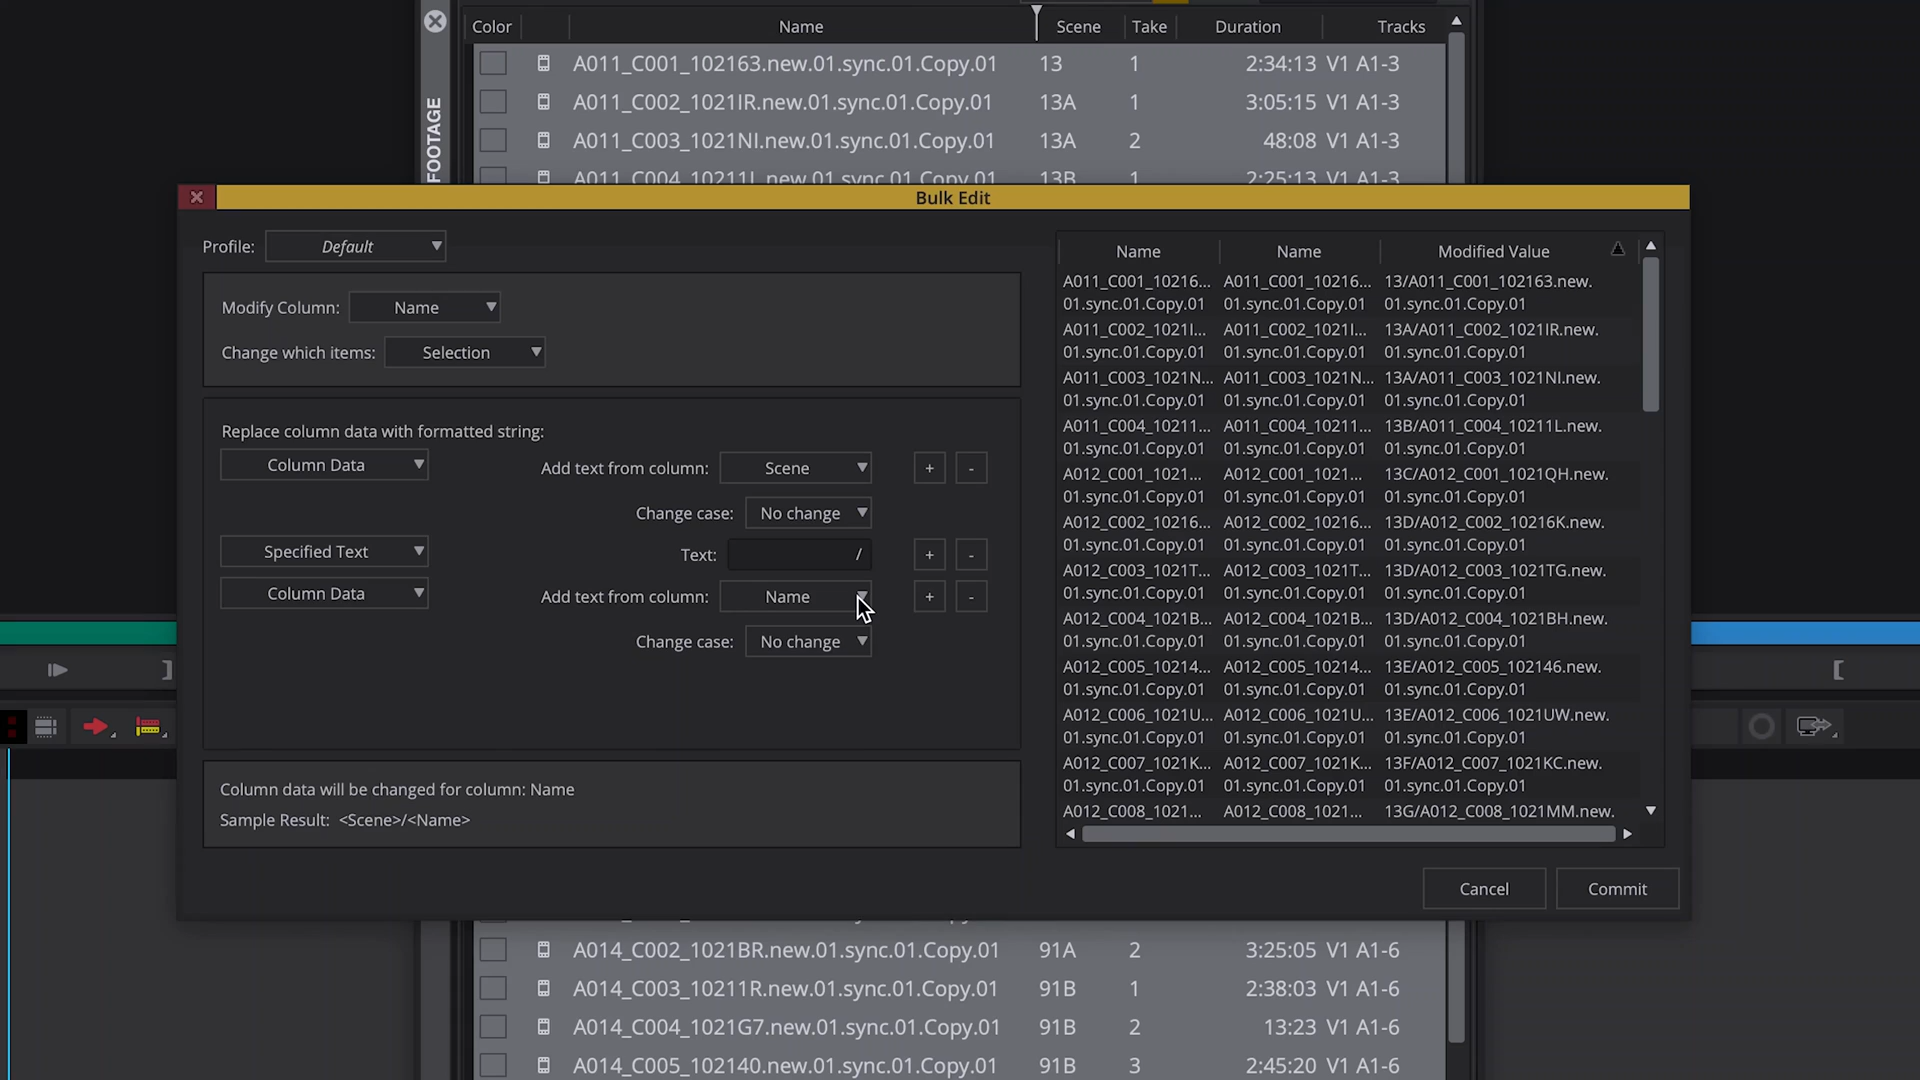 Color Name Scene Take Duration Tracks
A011_C001_102163.new.01.sync.01.Copy.01 13 1 2:34:13 V1 A1-3
A011_C002_1021IR.new.01.sync.01.Copy.01 13A 1 3:05:15 V1 A1-3
A011_C003_1021NI.new.01.sync.01.Copy.01 13A 2 48:08 V1 A1-3
A011_C004_10211L.new.01.sync.01.Copy.01 13B 1 2:25:13 V1 A1-3
FOOTAGE
Bulk Edit
Profile: Default
Modify Column: Name
Change which items: Selection
Replace column data with formatted string:
Column Data Add text from column: Scene + -
Change case: No change
Specified Text Text: / + -
Column Data Add text from column: Name + -
Change case: No change
Column data will be changed for column: Name
Sample Result: <Scene>/<Name>
Name Name Modified Value
A011_C001_10216... A011_C001_10216... 13/A011_C001_102163.new.
01.sync.01.Copy.01 01.sync.01.Copy.01 01.sync.01.Copy.01
A011_C002_1021I... A011_C002_1021I... 13A/A011_C002_1021IR.new.
01.sync.01.Copy.01 01.sync.01.Copy.01 01.sync.01.Copy.01
A011_C003_1021N... A011_C003_1021N... 13A/A011_C003_1021NI.new.
01.sync.01.Copy.01 01.sync.01.Copy.01 01.sync.01.Copy.01
A011_C004_10211... A011_C004_10211... 13B/A011_C004_10211L.new.
01.sync.01.Copy.01 01.sync.01.Copy.01 01.sync.01.Copy.01
A012_C001_1021... A012_C001_1021... 13C/A012_C001_1021QH.new.
01.sync.01.Copy.01 01.sync.01.Copy.01 01.sync.01.Copy.01
A012_C002_10216... A012_C002_10216... 13D/A012_C002_10216K.new.
01.sync.01.Copy.01 01.sync.01.Copy.01 01.sync.01.Copy.01
A012_C003_1021T... A012_C003_1021T... 13D/A012_C003_1021TG.new.
01.sync.01.Copy.01 01.sync.01.Copy.01 01.sync.01.Copy.01
A012_C004_1021B... A012_C004_1021B... 13D/A012_C004_1021BH.new.
01.sync.01.Copy.01 01.sync.01.Copy.01 01.sync.01.Copy.01
A012_C005_10214... A012_C005_10214... 13E/A012_C005_102146.new.
01.sync.01.Copy.01 01.sync.01.Copy.01 01.sync.01.Copy.01
A012_C006_1021U... A012_C006_1021U... 13E/A012_C006_1021UW.new.
01.sync.01.Copy.01 01.sync.01.Copy.01 01.sync.01.Copy.01
A012_C007_1021K... A012_C007_1021K... 13F/A012_C007_1021KC.new.
01.sync.01.Copy.01 01.sync.01.Copy.01 01.sync.01.Copy.01
A012_C008_1021... A012_C008_1021... 13G/A012_C008_1021MM.new.
Cancel Commit
A014_C002_1021BR.new.01.sync.01.Copy.01 91A 2 3:25:05 V1 A1-6
A014_C003_10211R.new.01.sync.01.Copy.01 91B 1 2:38:03 V1 A1-6
A014_C004_1021G7.new.01.sync.01.Copy.01 91B 2 13:23 V1 A1-6
A014_C005_102140.new.01.sync.01.Copy.01 91B 3 2:45:20 V1 A1-6